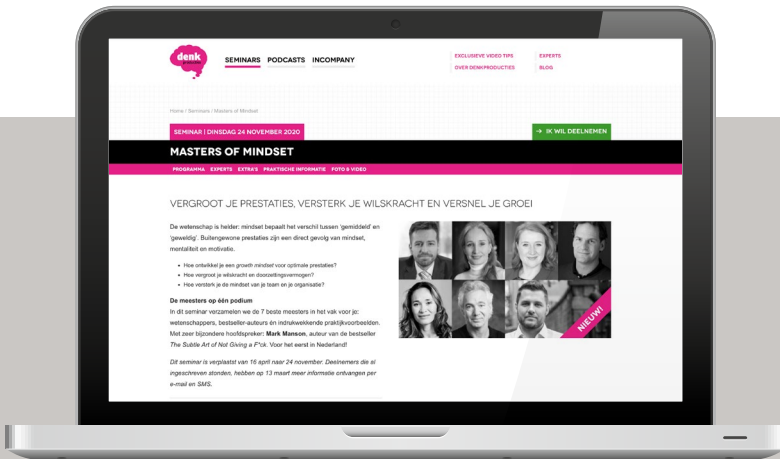 denk
producties
SEMINARS PODCASTS INCOMPANY
EXCLUSIEVE VIDEO TIPS EXPERTS
OVER DENKPRODUCTIES BLOG
Home / Seminars / Masters of Mindset
SEMINAR | DINSDAG 24 NOVEMBER 2020
→ IK WIL DEELNEMEN
MASTERS OF MINDSET
PROGRAMMA EXPERTS EXTRA'S PRAKTISCHE INFORMATIE FOTO & VIDEO
VERGROOT JE PRESTATIES, VERSTERK JE WILSKRACHT EN VERSNEL JE GROEI
De wetenschap is helder: mindset bepaalt het verschil tussen 'gemiddeld' en
'geweldig'. Buitengewone prestaties zijn een direct gevolg van mindset,
mentaliteit en motivatie.
• Hoe ontwikkel je een growth mindset voor optimale prestaties?
• Hoe vergroot je wilskracht en doorzettingsvermogen?
• Hoe versterk je de mindset van je team en je organisatie?
De meesters op één podium
In dit seminar verzamelen we de 7 beste meesters in het vak voor je:
wetenschappers, bestseller-auteurs én indrukwekkende praktijkvoorbeelden.
Met zeer bijzondere hoofdspreker: Mark Manson, auteur van de bestseller
The Subtle Art of Not Giving a F*ck. Voor het eerst in Nederland!
Dit seminar is verplaatst van 16 april naar 24 november. Deelnemers die al
ingeschreven stonden, hebben op 13 maart meer informatie ontvangen per
e-mail en SMS.
NIEUW!